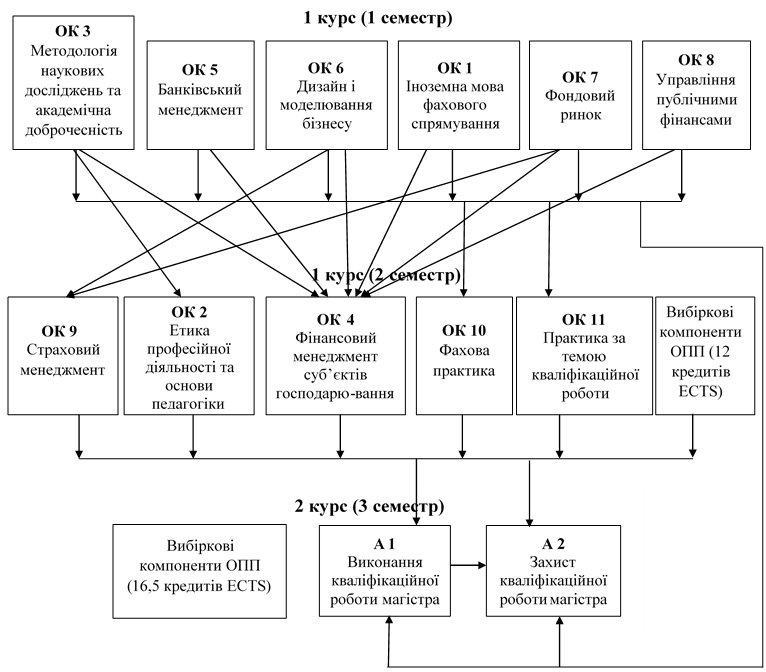 1 курс (1 семестр)
ОК 3
Методологія
наукових
досліджень та
академічна
доброчесність
ОК 5
Банківський
менеджмент
ОК 6
Дизайн і
моделювання
бізнесу
ОК 1
Іноземна мова
фахового
спрямування
ОК 7
Фондовий
ринок
ОК 8
Управління
публічними
фінансами
1 курс (2 семестр)
ОК 9
Страховий
менеджмент
ОК 2
Етика
професійної
діяльності та
основи
педагогіки
ОК 4
Фінансовий
менеджмент
суб’єктів
господарю-вання
ОК 10
Фахова
практика
ОК 11
Практика за
темою
кваліфікаційної
роботи
Вибіркові
компоненти
ОПП (12
кредитів
ECTS)
2 курс (3 семестр)
Вибіркові
компоненти ОПП
(16,5 кредитів ECTS)
А 1
Виконання
кваліфікаційної
роботи магістра
А 2
Захист
кваліфікаційної
роботи магістра